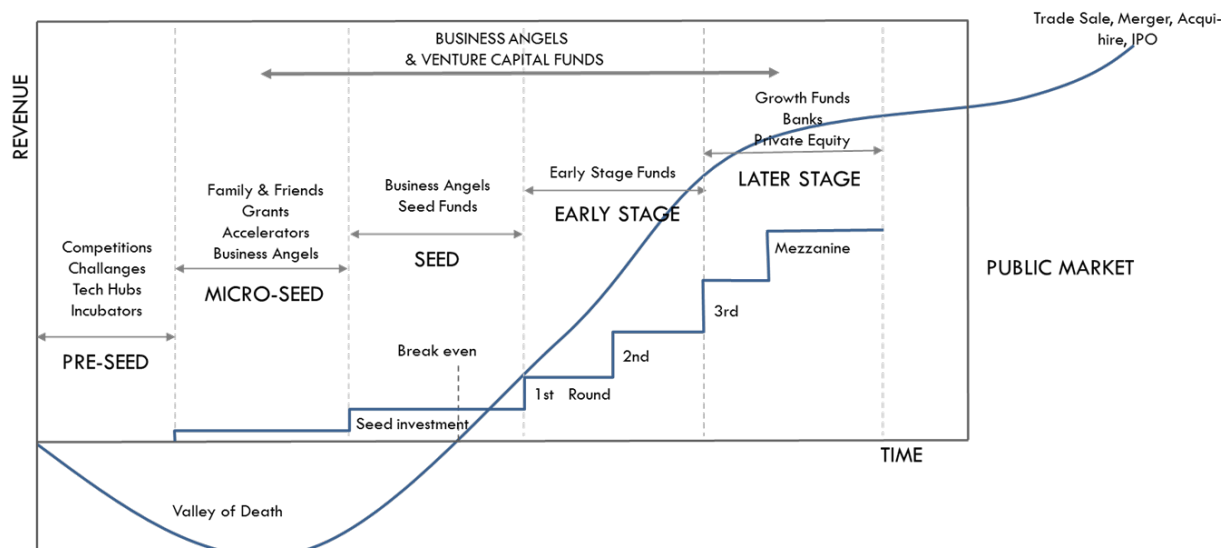 Trade Sale, Merger, Acqui-
hire, IPO
BUSINESS ANGELS
& VENTURE CAPITAL FUNDS
REVENUE
Growth Funds
Banks
Private Equity
LATER STAGE
Early Stage Funds
EARLY STAGE
Business Angels
Seed Funds
SEED
Family & Friends
Grants
Accelerators
Business Angels
MICRO-SEED
Competitions
Challanges
Tech Hubs
Incubators
PRE-SEED
Mezzanine
PUBLIC MARKET
3rd
2nd
Break even
1st Round
Seed investment
TIME
Valley of Death